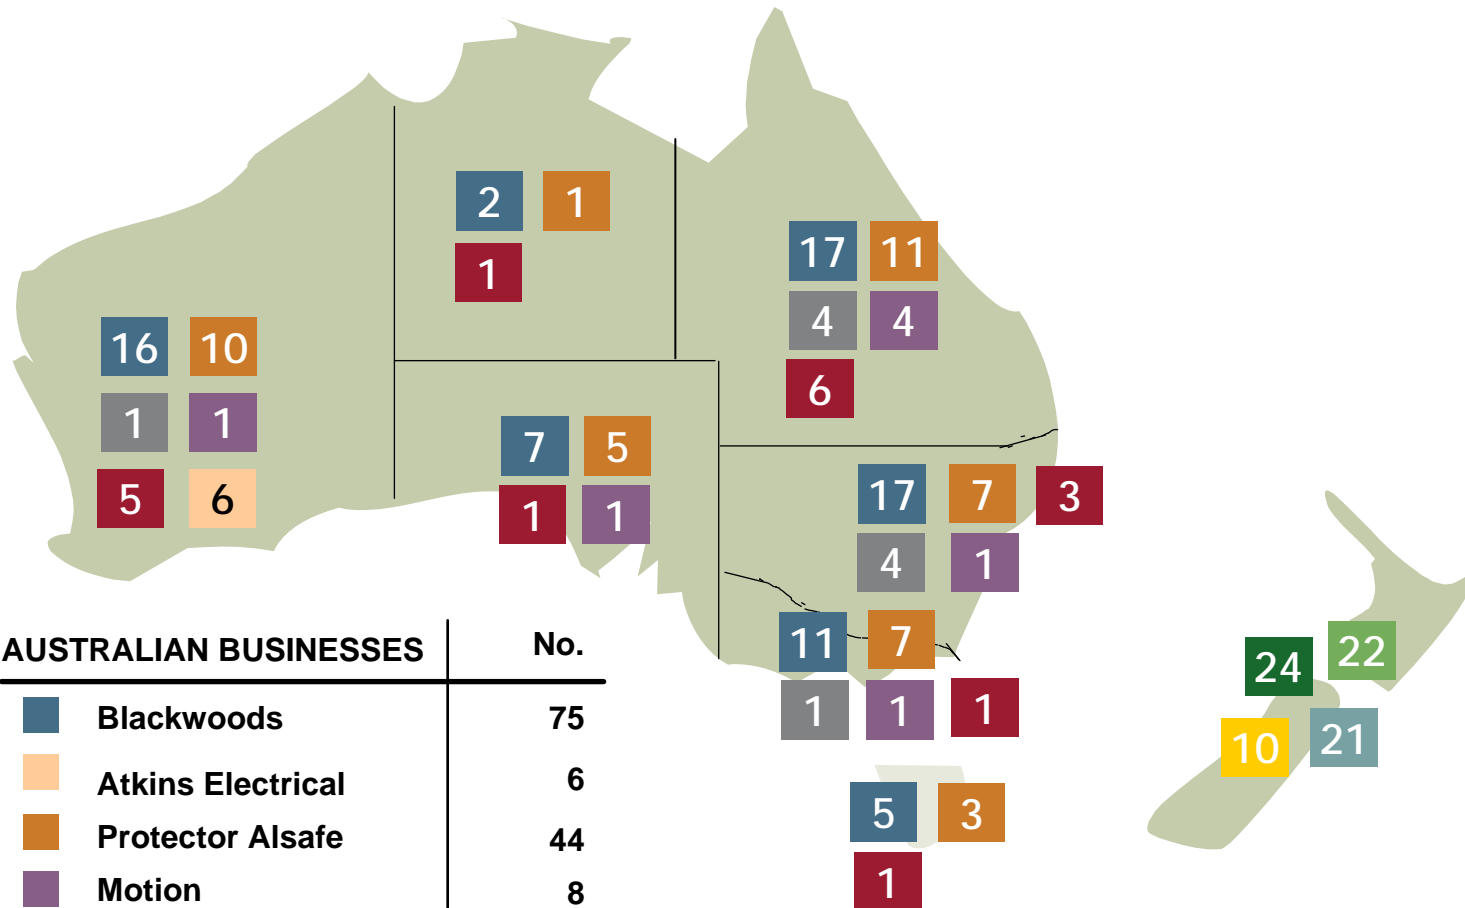 2 1
1
17 11
4 4
6
16 10
1 1
5 6
7 5
1 1
17 7 3
4 1
11 7
1 1 1
5 3
1
24 22
10 21
AUSTRALIAN BUSINESSES No.
Blackwoods 75
Atkins Electrical 6
Protector Alsafe 44
Motion 8